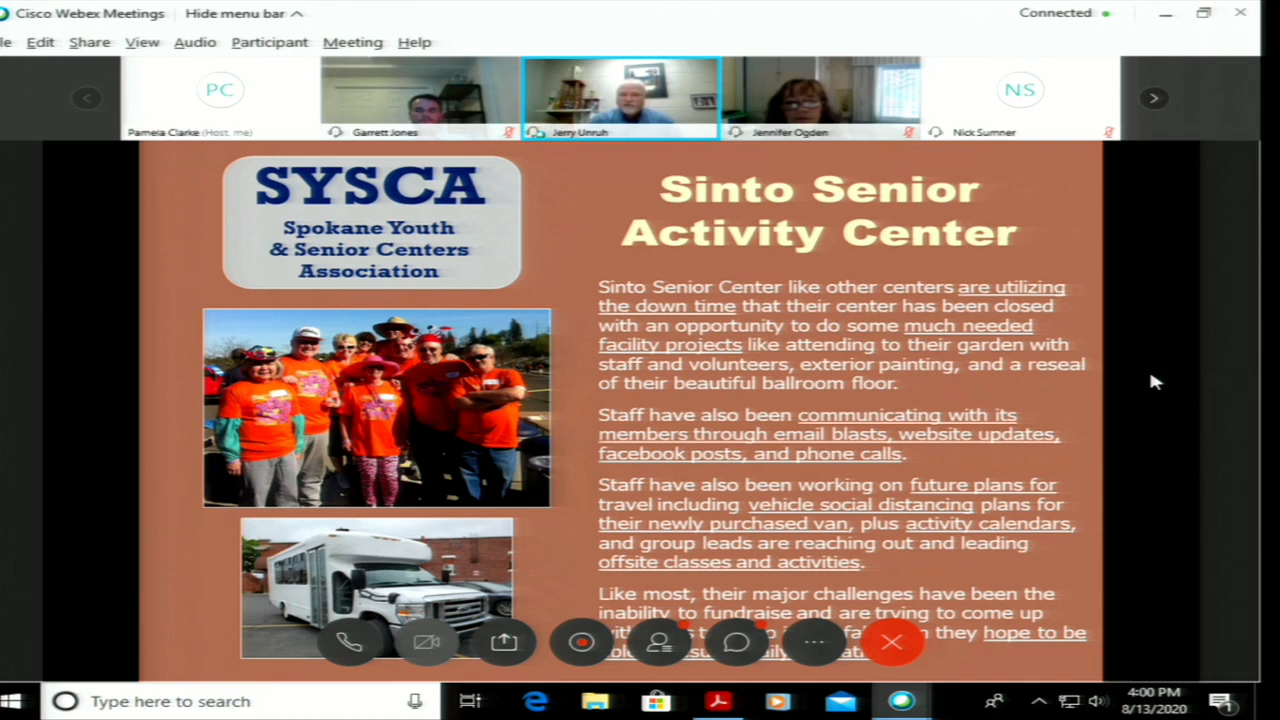 Cisco Webex Meetings
Hide menu bar
Connected
Edit Share View Audio Participant Meeting Help
PC
NS
Pamela Clarke (Host, me)
Garrett Jones
Jerry Unruh
Jennifer Ogden
Nick Sumner
SYSCA
Spokane Youth
& Senior Centers
Association
Sinto Senior
Activity Center
Sinto Senior Center like other centers are utilizing
the down time that their center has been closed
with an opportunity to do some much needed
facility projects like attending to their garden with
staff and volunteers, exterior painting, and a reseal
of their beautiful ballroom floor.
Staff have also been communicating with its
members through email blasts, website updates,
facebook posts, and phone calls.
Staff have also been working on future plans for
travel including vehicle social distancing plans for
their newly purchased van, plus activity calendars,
and group leads are reaching out and leading
offsite classes and activities.
Like most, their major challenges have been the
inability to fundraise and are trying to come up
they hope to be
Type here to search
4:00 PM
8/13/2020
1